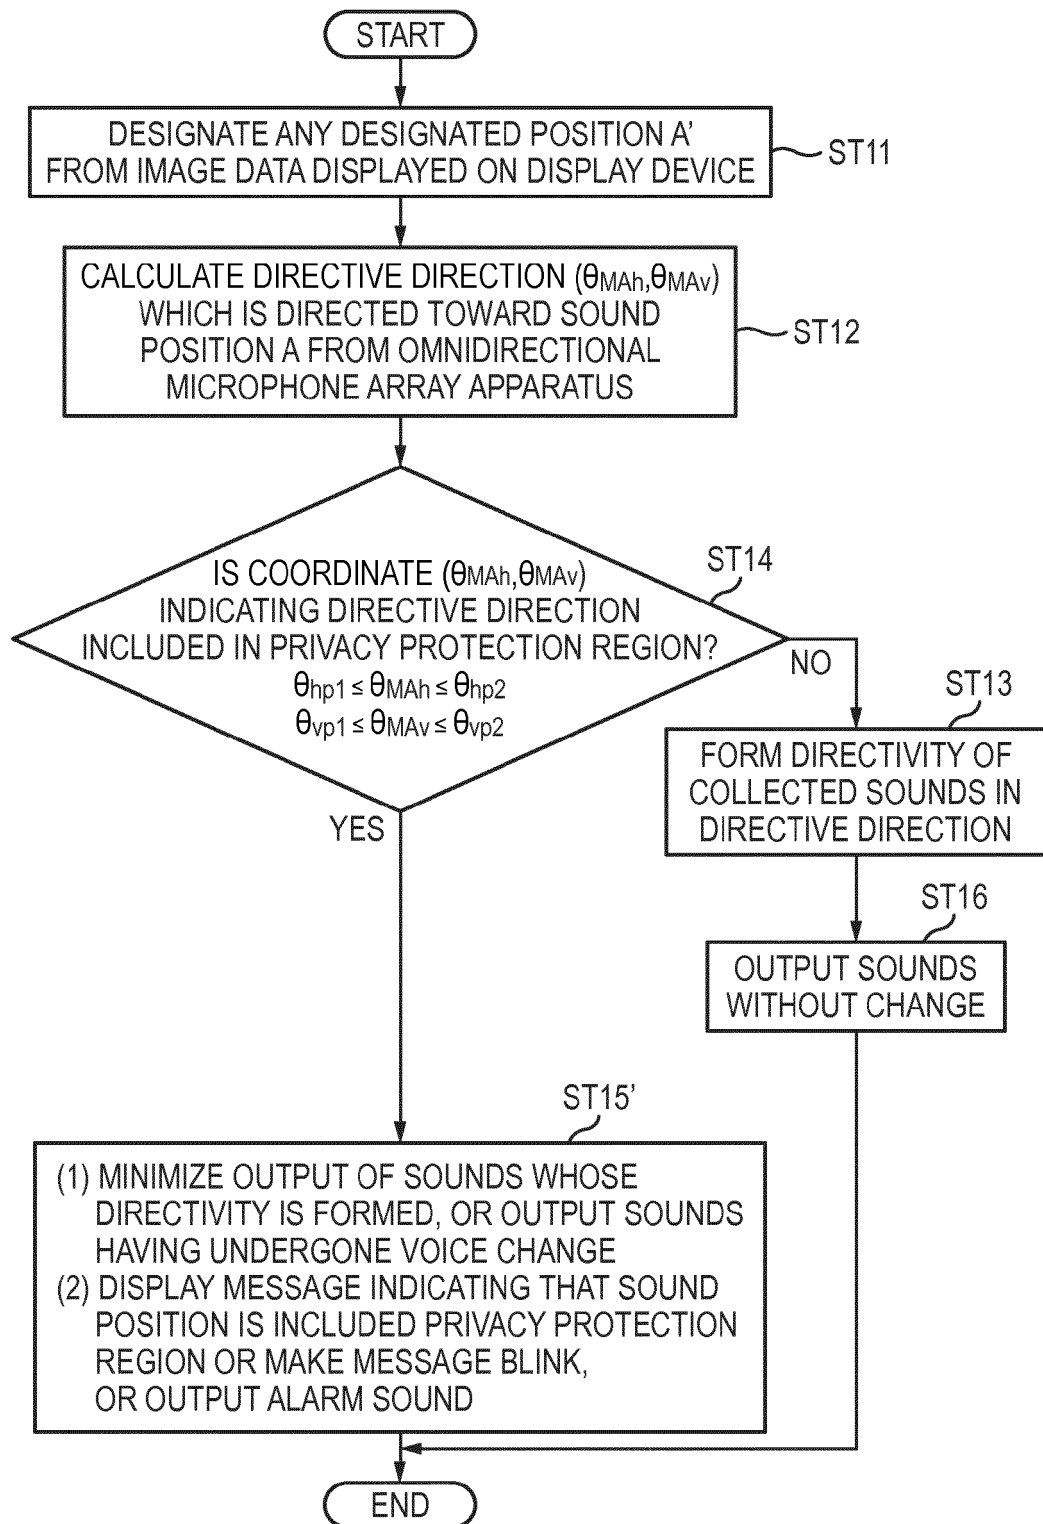 START
DESIGNATE ANY DESIGNATED POSITION A’
FROM IMAGE DATA DISPLAYED ON DISPLAY DEVICE
ST11
CALCULATE DIRECTIVE DIRECTION (θMAh,θMAv)
WHICH IS DIRECTED TOWARD SOUND
POSITION A FROM OMNIDIRECTIONAL
MICROPHONE ARRAY APPARATUS
ST12
IS COORDINATE (θMAh,θMAv)
INDICATING DIRECTIVE DIRECTION
INCLUDED IN PRIVACY PROTECTION REGION?
θhp1 ≤ θMAh ≤ θhp2
θvp1 ≤ θMAv ≤ θvp2
ST14
NO
YES
ST13
FORM DIRECTIVITY OF
COLLECTED SOUNDS IN
DIRECTIVE DIRECTION
ST16
OUTPUT SOUNDS
WITHOUT CHANGE
ST15’
(1) MINIMIZE OUTPUT OF SOUNDS WHOSE
DIRECTIVITY IS FORMED, OR OUTPUT SOUNDS
HAVING UNDERGONE VOICE CHANGE
(2) DISPLAY MESSAGE INDICATING THAT SOUND
POSITION IS INCLUDED PRIVACY PROTECTION
REGION OR MAKE MESSAGE BLINK,
OR OUTPUT ALARM SOUND
END